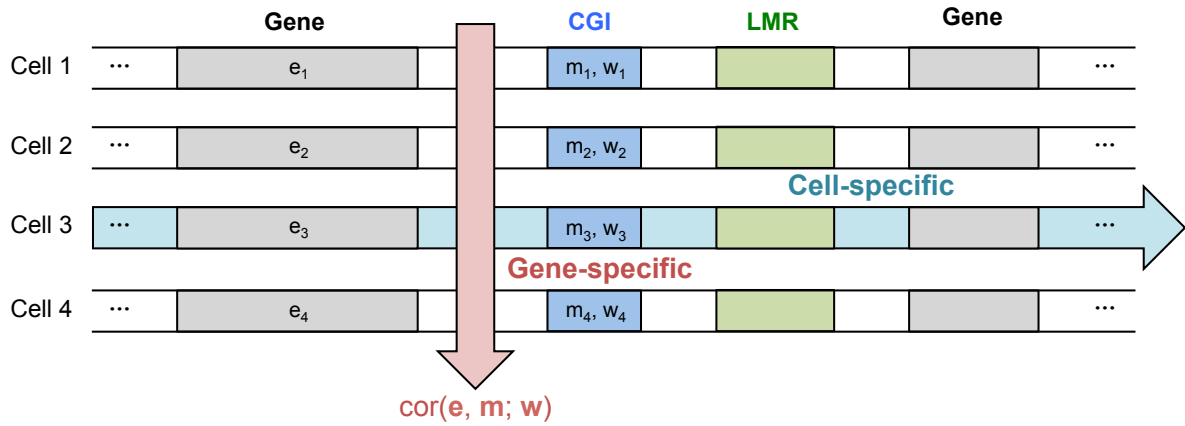 Gene CGI LMR Gene
Cell 1 ... e₁ m₁, w₁ ...
Cell 2 ... e₂ m₂, w₂ ...
Cell-specific
Cell 3 ... e₃ m₃, w₃ ...
Gene-specific
Cell 4 ... e₄ m₄, w₄ ...
cor(e, m; w)